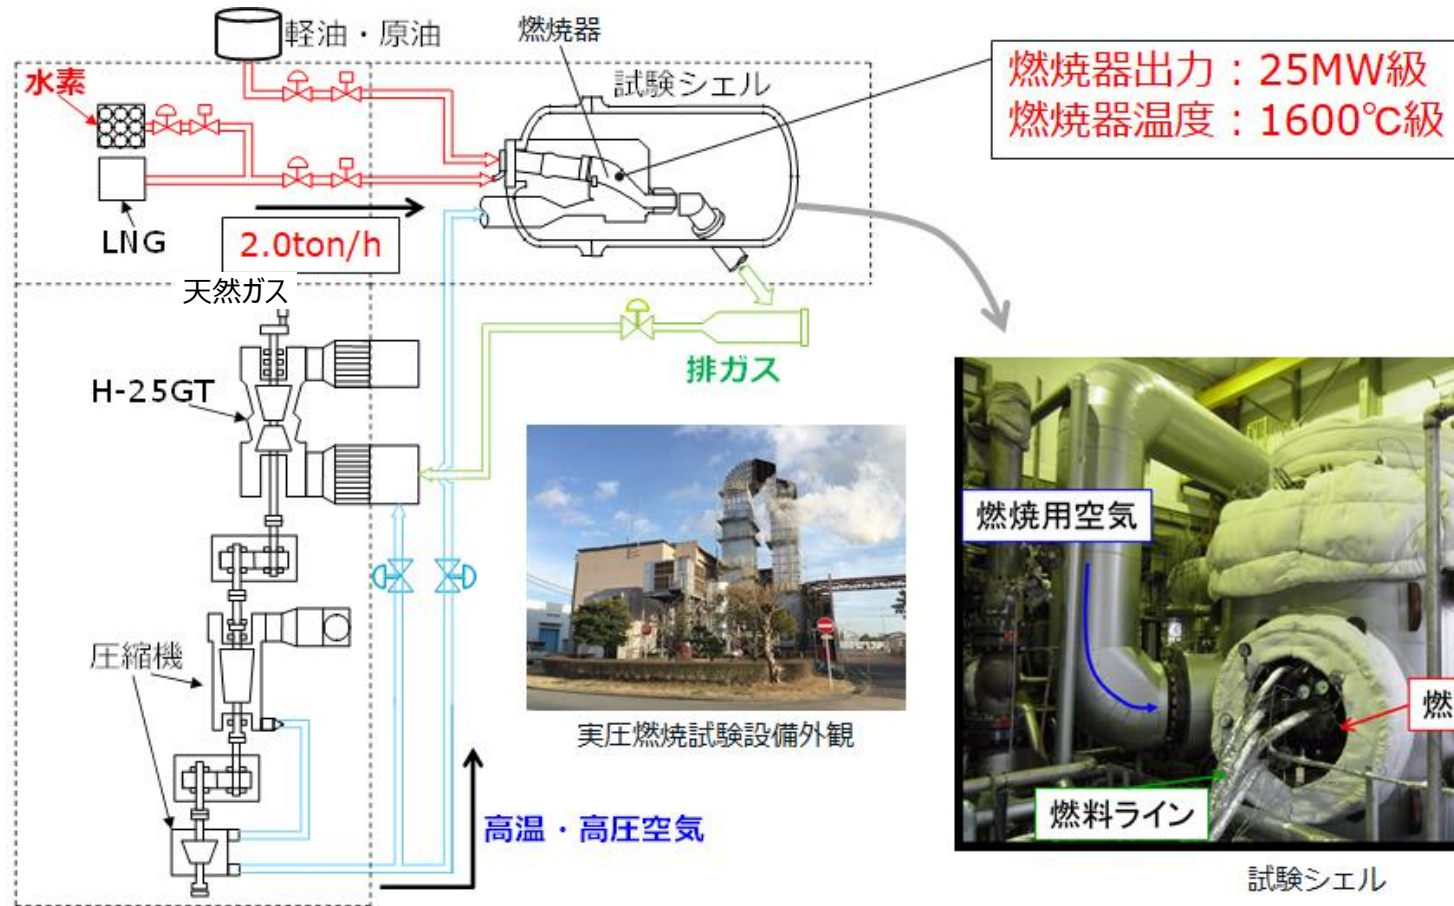 軽油・原油
燃焼器
水素
試験シェル
燃焼器出力：25MW級
燃焼器温度：1600℃級
LNG
2.0ton/h
天然ガス
H-25GT
排ガス
圧縮機
実圧燃焼試験設備外観
高温・高圧空気
燃焼用空気
燃
燃料ライン
試験シェル